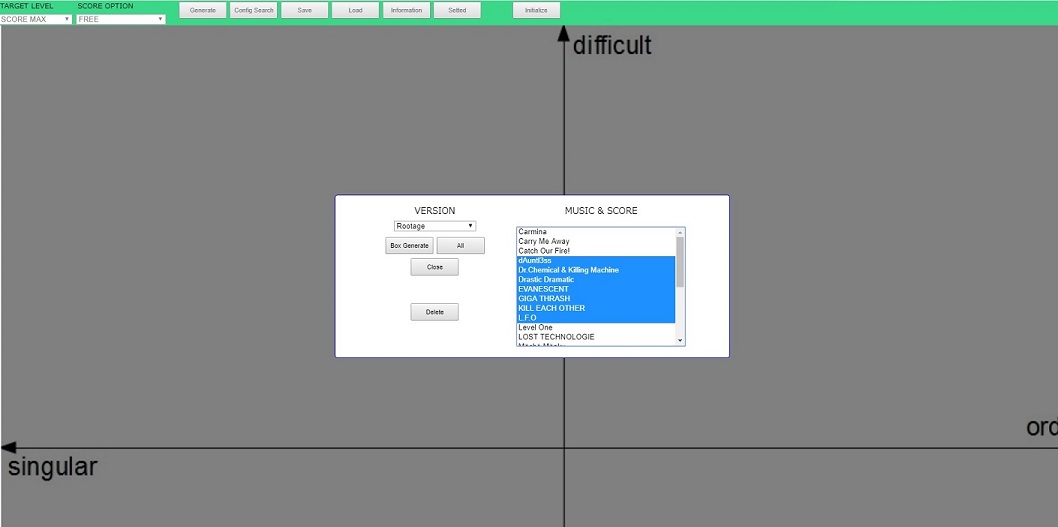 TARGET LEVEL
SCORE OPTION
SCORE MAX
FREE
Generate
Config Search
Save
Load
Information
Setted
Initialize
difficult
VERSION
MUSIC & SCORE
Rootage
Box Generate
All
Close
Delete
Carmina
Carry Me Away
Catch Our Fire!
dAuntl3ss
Dr.Chemical & Killing Machine
Drastic Dramatic
EVANESCENT
GIGA THRASH
KILL EACH OTHER
L.F.O
Level One
LOST TECHNOLOGIE
ord
singular